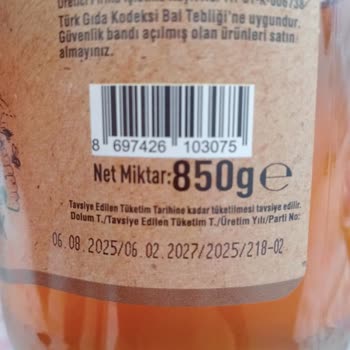 Türk Gıda Kodeksi Bal Tebliği'ne uygundur.
Güvenlik bandı açılmış olan ürünleri satın
almayınız.
8 697426 103075
Net Miktar: 850g e
Tavsiye Edilen Tüketim Tarihine kadar tüketilmesi tavsiye edilir.
Dolum T./Tavsiye Edilen Tüketim T./Üretim Yılı/Parti No:
06.08.2025/06.02.2027/2025/218-02